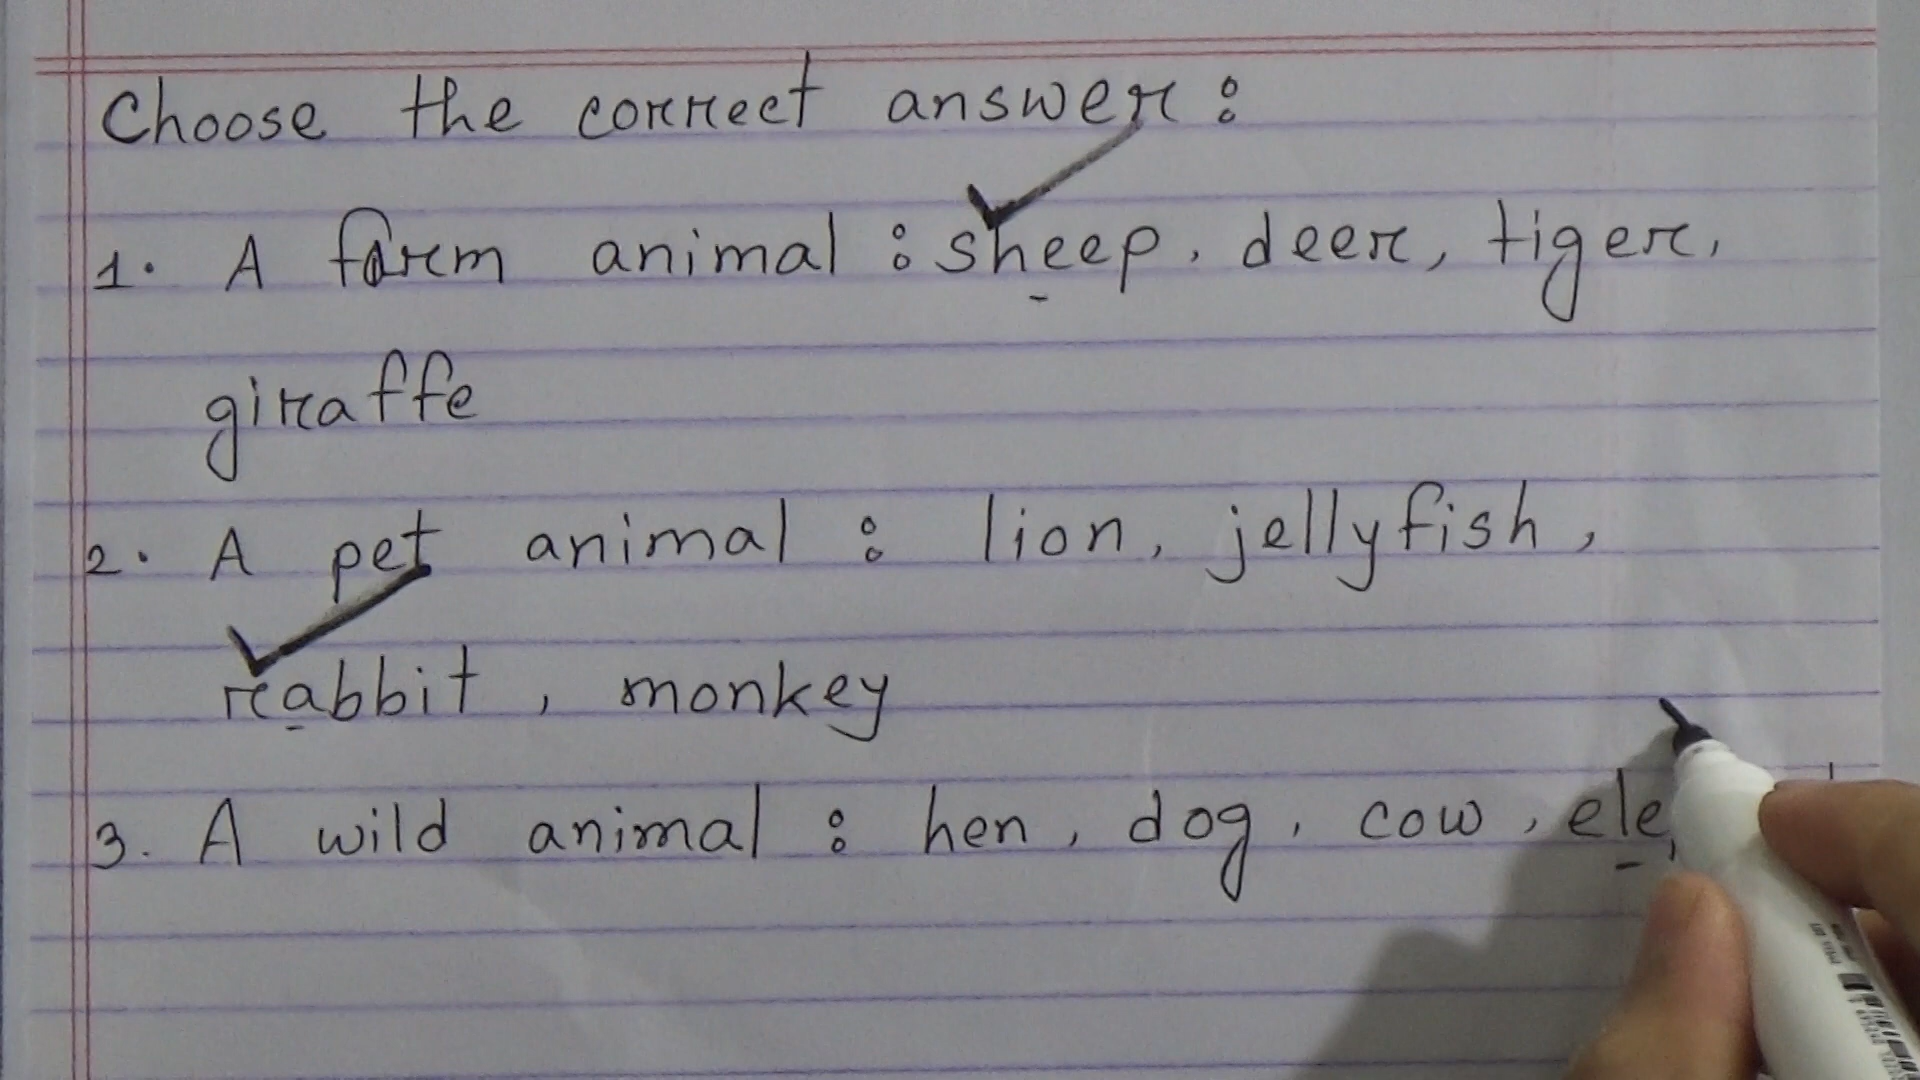 Choose the correct answer :
1. A farm animal : sheep, deer, tiger,
giraffe
2. A pet animal : lion, jellyfish,
rabbit, monkey
3. A wild animal : hen, dog, cow,